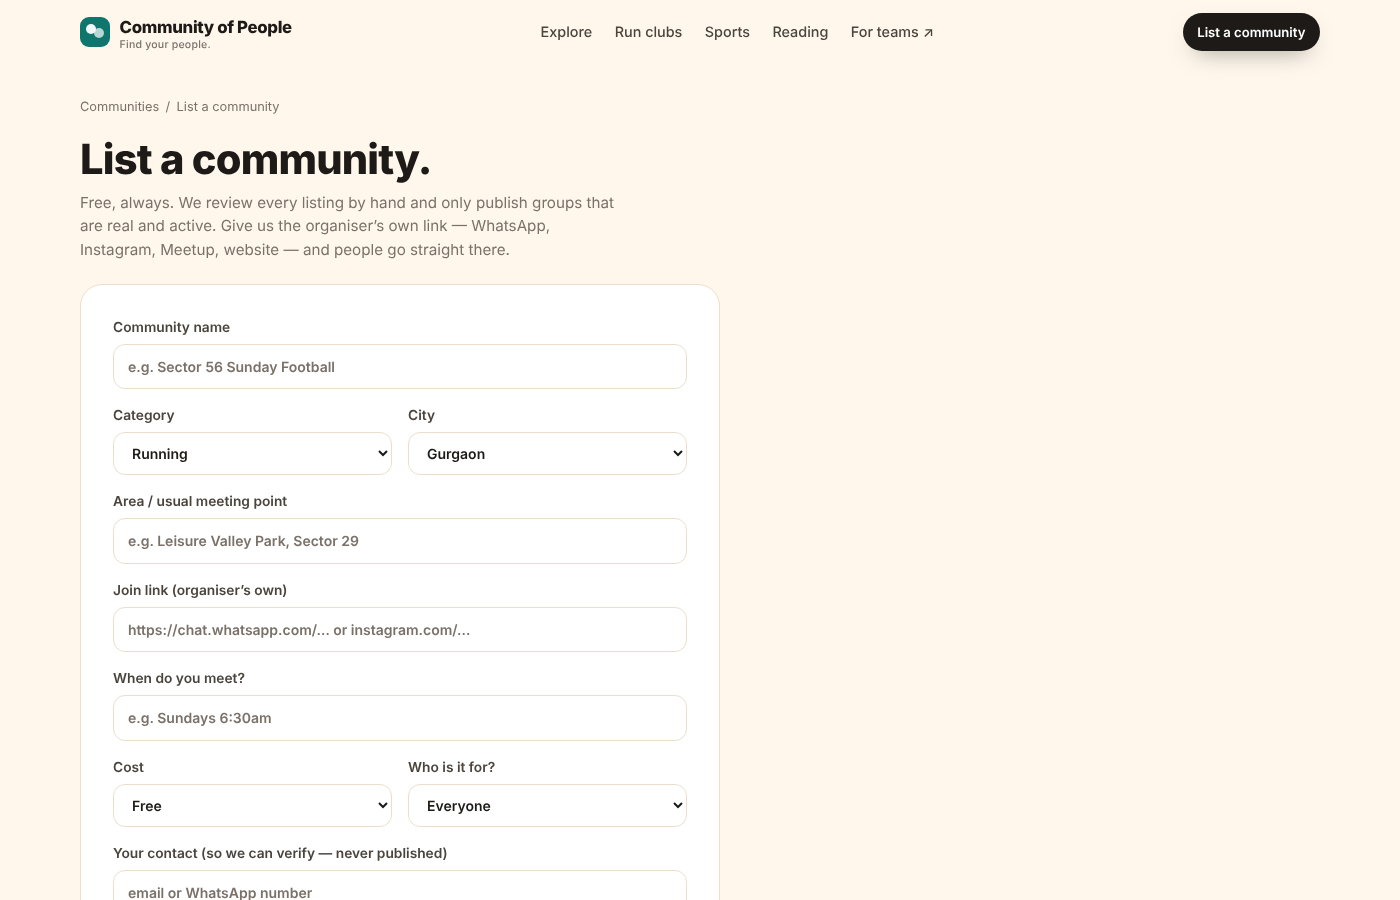 Community of People
Find your people.
Explore
Run clubs
Sports
Reading
For teams ↗
List a community
Communities / List a community
List a community.
Free, always. We review every listing by hand and only publish groups that
are real and active. Give us the organiser’s own link — WhatsApp,
Instagram, Meetup, website — and people go straight there.
Community name
e.g. Sector 56 Sunday Football
Category
City
Running
Gurgaon
Area / usual meeting point
e.g. Leisure Valley Park, Sector 29
Join link (organiser’s own)
https://chat.whatsapp.com/… or instagram.com/…
When do you meet?
e.g. Sundays 6:30am
Cost
Who is it for?
Free
Everyone
Your contact (so we can verify — never published)
email or WhatsApp number